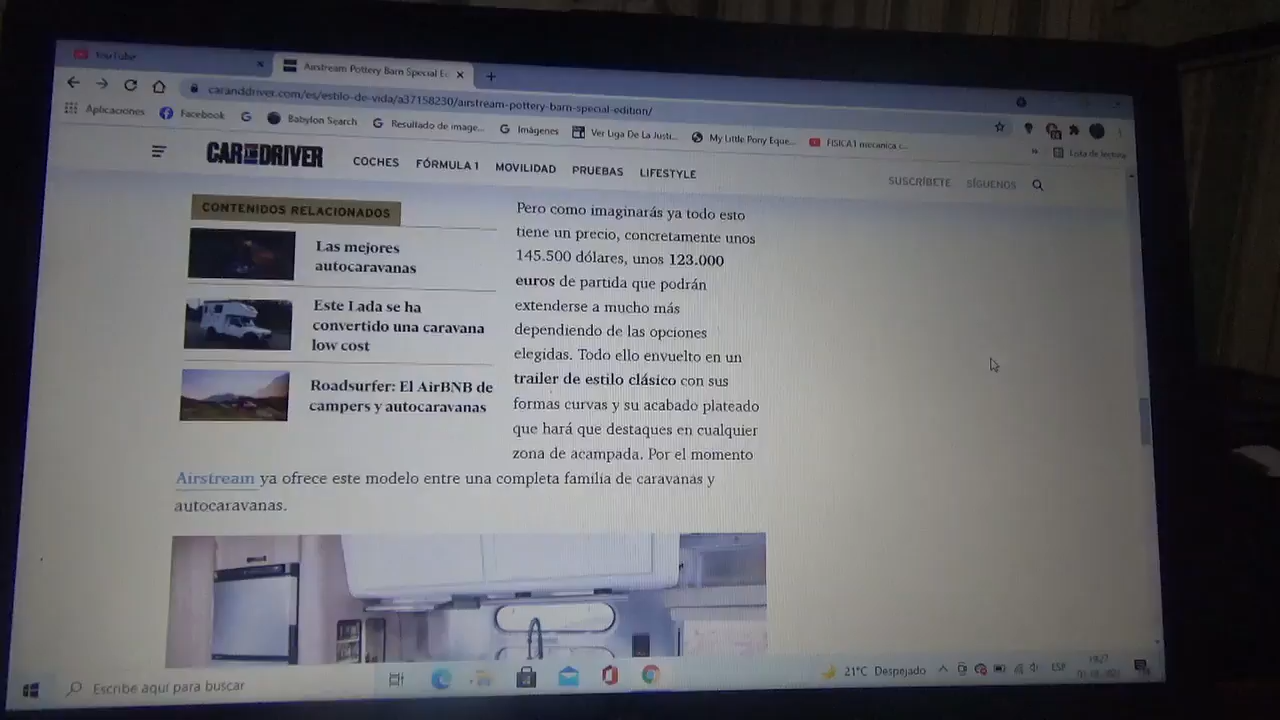 YouTube
Airstream Pottery Barn Special Ec
caranddriver.com/es/estilo-de-vida/a37158230/airstream-pottery-barn-special-edition/
Aplicaciones Facebook Babylon Search Resultado de image... Imágenes Ver Liga De La Justi... My Little Pony Eque... FISICA1 mecanica c... Lista de lectura
CAR AND DRIVER COCHES FÓRMULA 1 MOVILIDAD PRUEBAS LIFESTYLE SUSCRÍBETE SÍGUENOS
CONTENIDOS RELACIONADOS
Las mejores
autocaravanas
Este Lada se ha
convertido una caravana
low cost
Roadsurfer: El AirBNB de
campers y autocaravanas
Pero como imaginarás ya todo esto
tiene un precio, concretamente unos
145.500 dólares, unos 123.000
euros de partida que podrán
extenderse a mucho más
dependiendo de las opciones
elegidas. Todo ello envuelto en un
trailer de estilo clásico con sus
formas curvas y su acabado plateado
que hará que destaques en cualquier
zona de acampada. Por el momento
Airstream ya ofrece este modelo entre una completa familia de caravanas y
autocaravanas.
Escribe aquí para buscar 21°C Despejado ESP 19:27